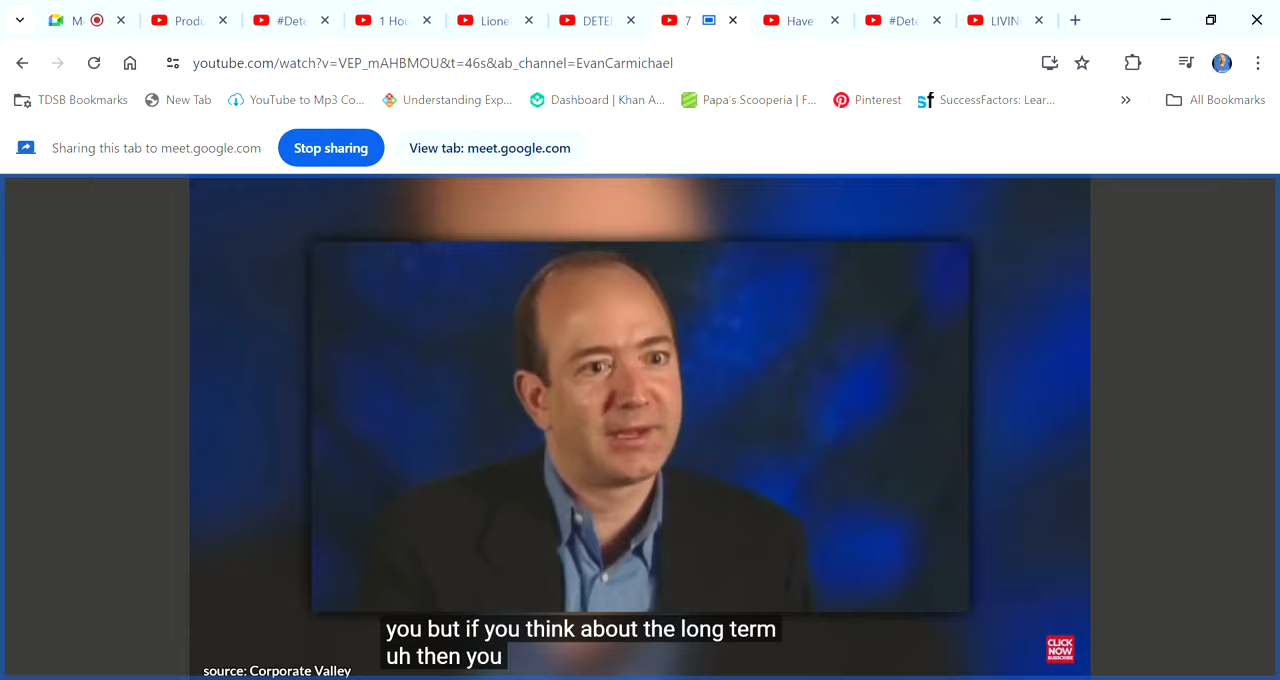 M
Produ
#Dete
1 Hou
Lione
DETE
7
Have
#Dete
LIVIN
youtube.com/watch?v=VEP_mAHBMOU&t=46s&ab_channel=EvanCarmichael
TDSB Bookmarks
New Tab
YouTube to Mp3 Co...
Understanding Exp...
Dashboard | Khan A...
Papa's Scooperia | F...
Pinterest
sf
SuccessFactors: Lear...
All Bookmarks
Sharing this tab to meet.google.com
Stop sharing
View tab: meet.google.com
you but if you think about the long term
uh then you
source: Corporate Valley
CLICK
NOW
SUBSCRIBE